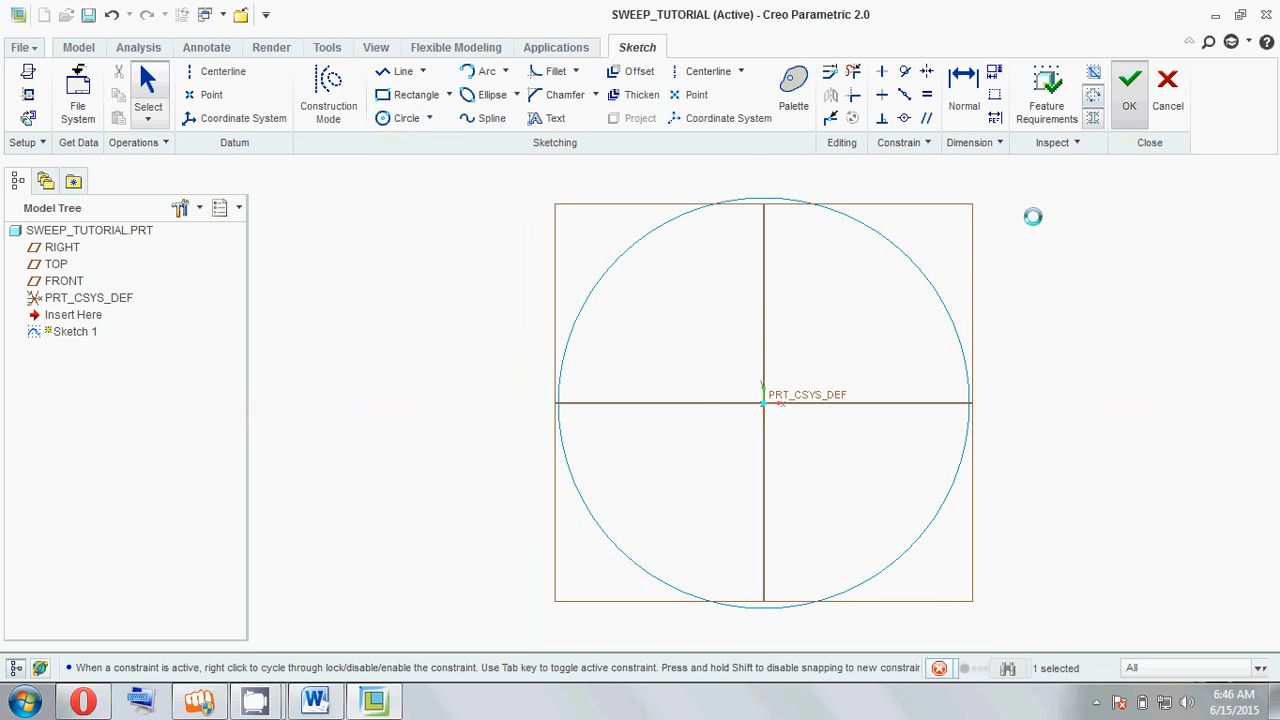 SWEEP_TUTORIAL (Active) - Creo Parametric 2.0
File Model Analysis Annotate Render Tools View Flexible Modeling Applications Sketch
Centerline Line Arc Fillet Offset Centerline
Point Rectangle Ellipse Chamfer Thicken Point
Coordinate System Circle Spline Text Project Coordinate System
File System
Select
Construction Mode
Palette
Normal
Feature Requirements
OK
Cancel
Setup Get Data Operations Datum Sketching Editing Constrain Dimension Inspect Close
Model Tree
SWEEP_TUTORIAL.PRT
RIGHT
TOP
FRONT
PRT_CSYS_DEF
Insert Here
Sketch 1
Y
PRT_CSYS_DEF
X
When a constraint is active, right click to cycle through lock/disable/enable the constraint. Use Tab key to toggle active constraint. Press and hold Shift to disable snapping to new constrain
1 selected
All
6:46 AM
6/15/2015